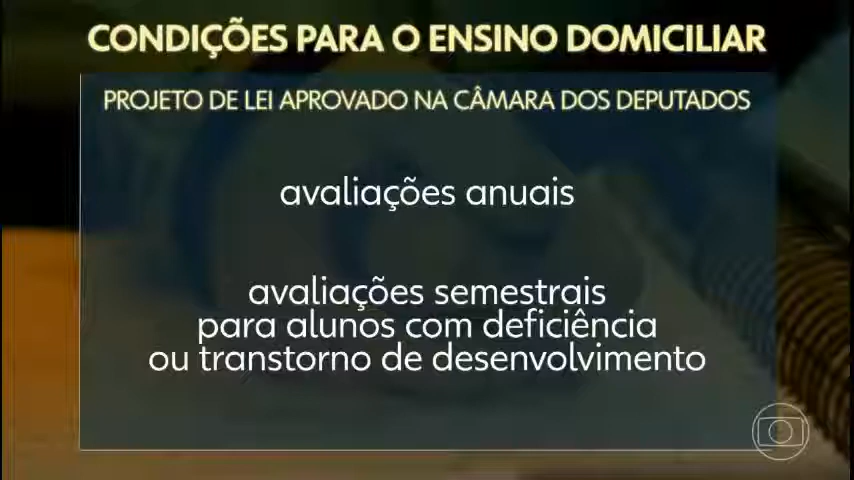 CONDIÇÕES PARA O ENSINO DOMICILIAR
PROJETO DE LEI APROVADO NA CÂMARA DOS DEPUTADOS
avaliações anuais
avaliações semestrais
para alunos com deficiência
ou transtorno de desenvolvimento